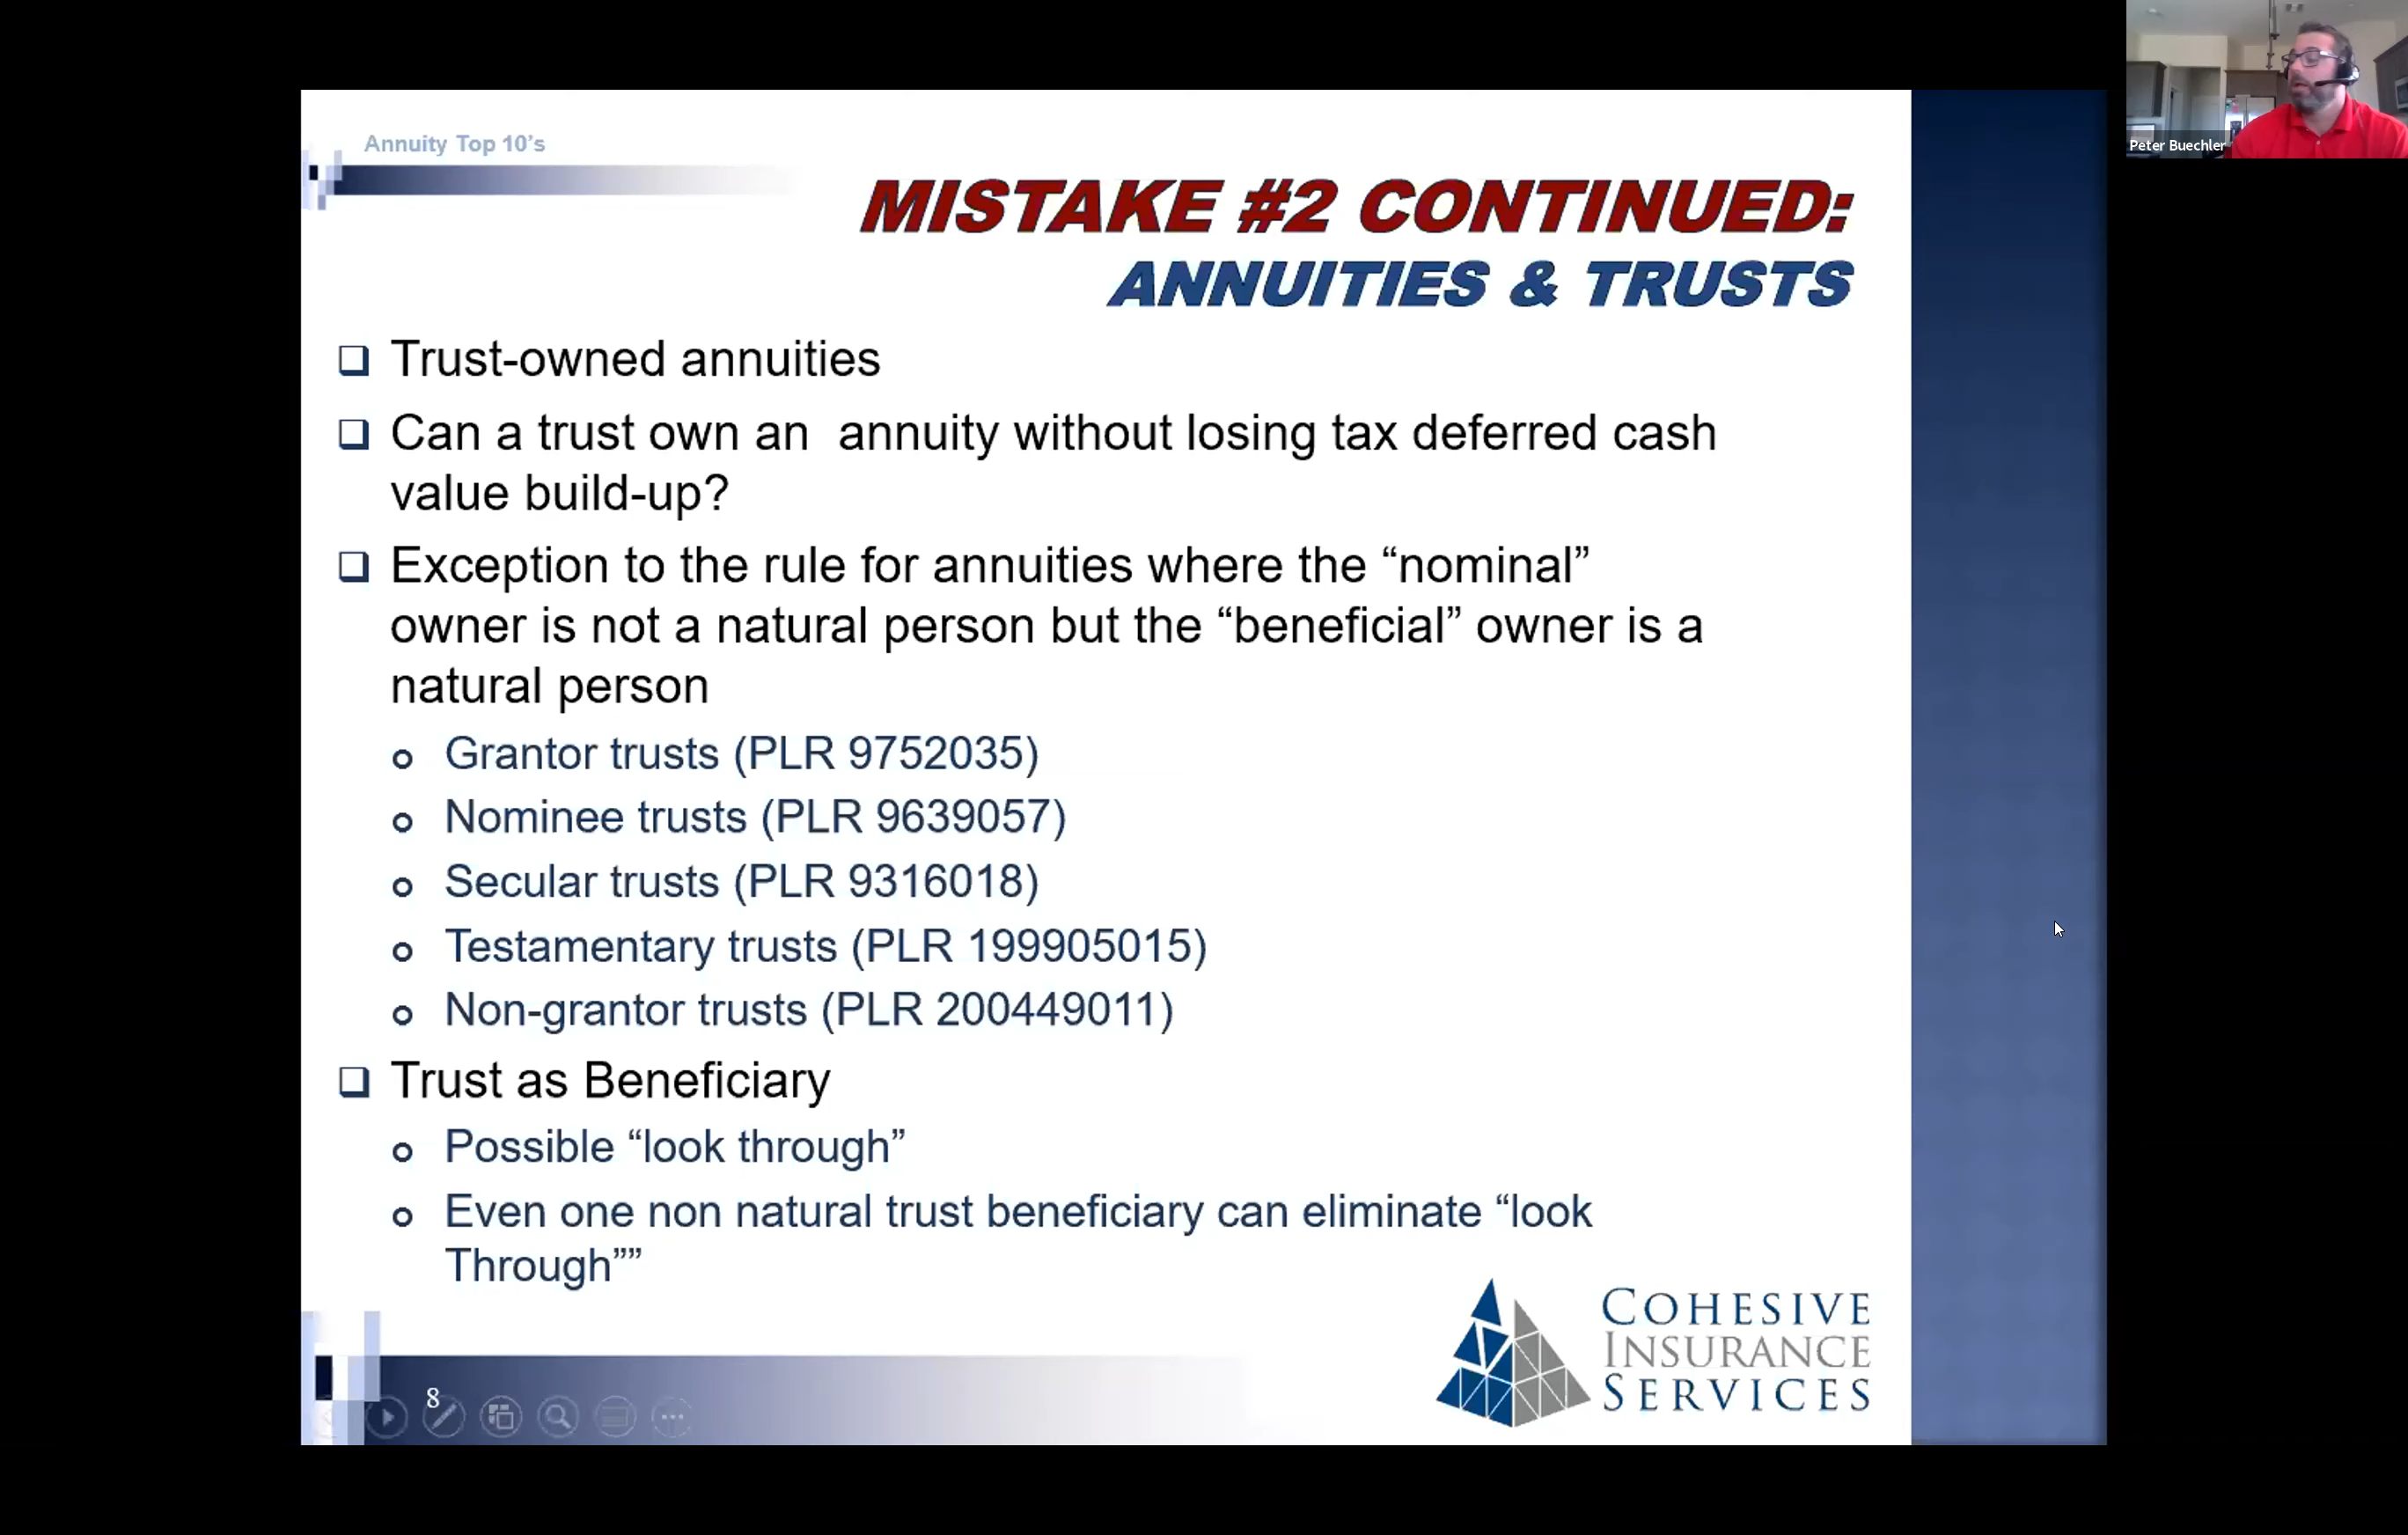 Peter Buechler
Annuity Top 10’s
MISTAKE #2 CONTINUED:
ANNUITIES & TRUSTS
Trust-owned annuities
Can a trust own an annuity without losing tax deferred cash
value build-up?
Exception to the rule for annuities where the “nominal”
owner is not a natural person but the “beneficial” owner is a
natural person
Grantor trusts (PLR 9752035)
Nominee trusts (PLR 9639057)
Secular trusts (PLR 9316018)
Testamentary trusts (PLR 199905015)
Non-grantor trusts (PLR 200449011)
Trust as Beneficiary
Possible “look through”
Even one non natural trust beneficiary can eliminate “look
Through””
COHESIVE
INSURANCE
SERVICES
8